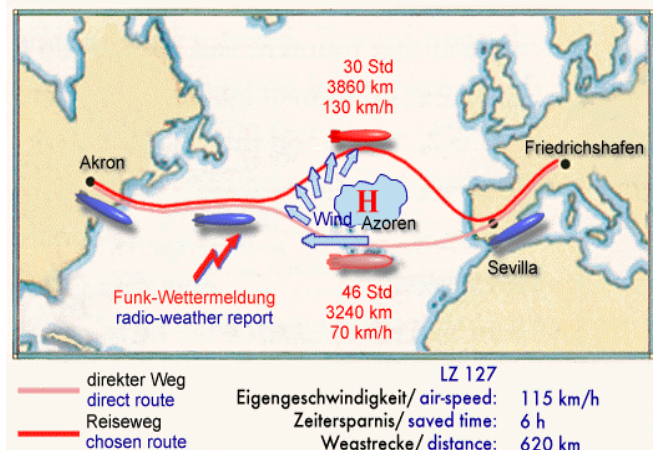 30 Std
3860 km
130 km/h
Friedrichshafen
Akron
H
Wind
Azoren
Sevilla
Funk-Wettermeldung
radio-weather report
46 Std
3240 km
70 km/h
direkter Weg
direct route
Reiseweg
chosen route
LZ 127
Eigengeschwindigkeit/ air-speed: 115 km/h
Zeitersparnis/ saved time: 6 h
Wegstrecke/ distance: 620 km